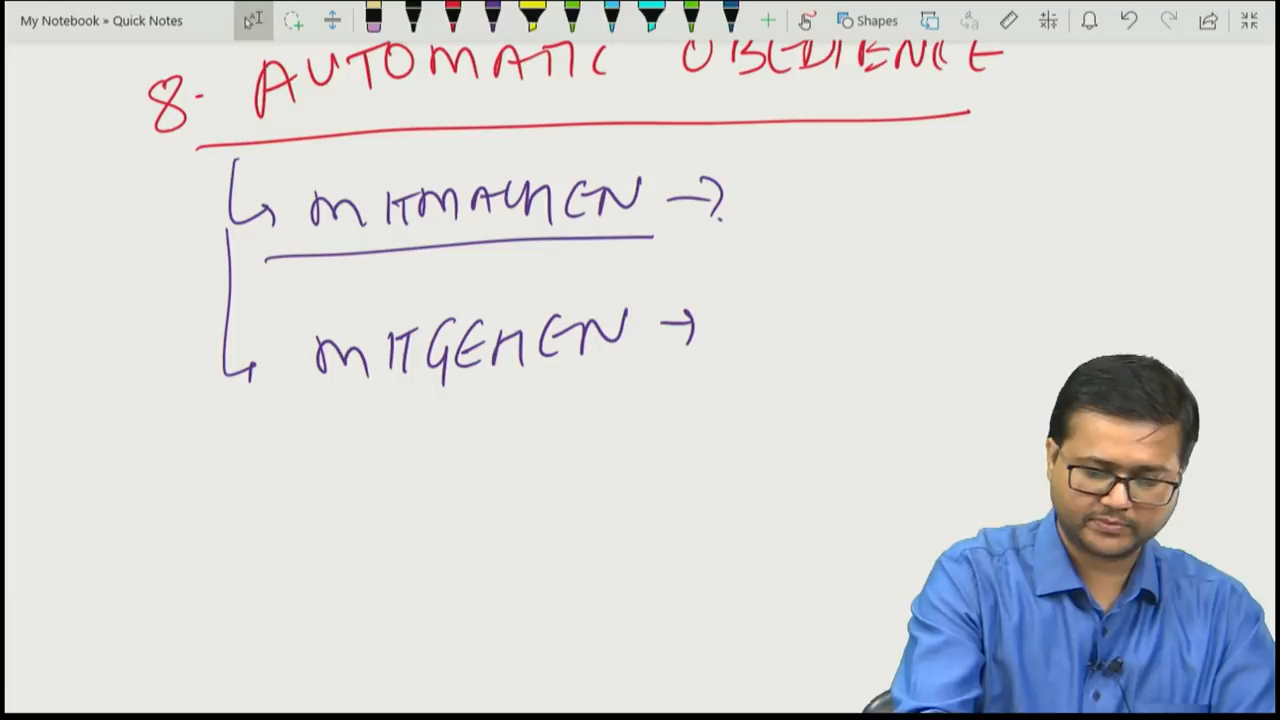 My Notebook » Quick Notes
Shapes
8. AUTOMATIC OBEDIENCE
↳ MITMACHEN →
↳ MITGEHEN →